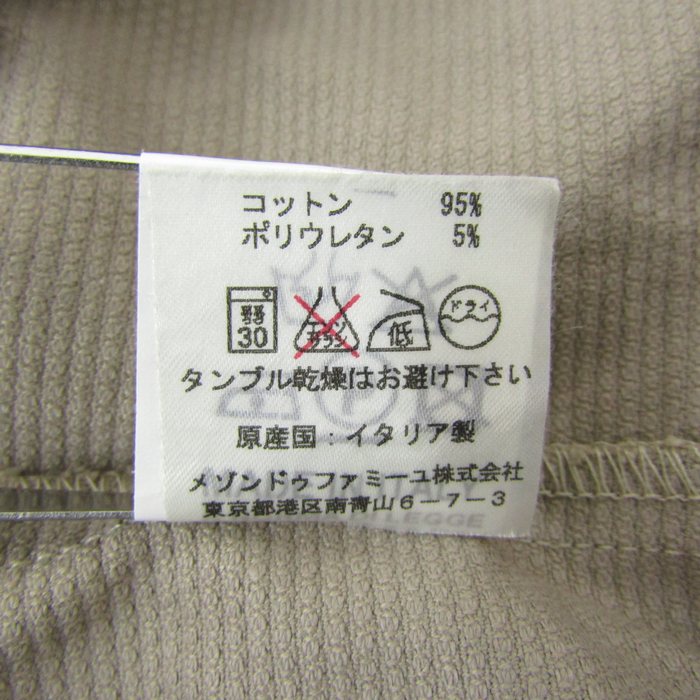 コットン 95%
ポリウレタン 5%
弱 30 エンソ サラシ 低 ドライ
タンブル乾燥はお避け下さい
原産国：イタリア製
メゾンドゥファミーユ株式会社
東京都港区南青山6-7-3